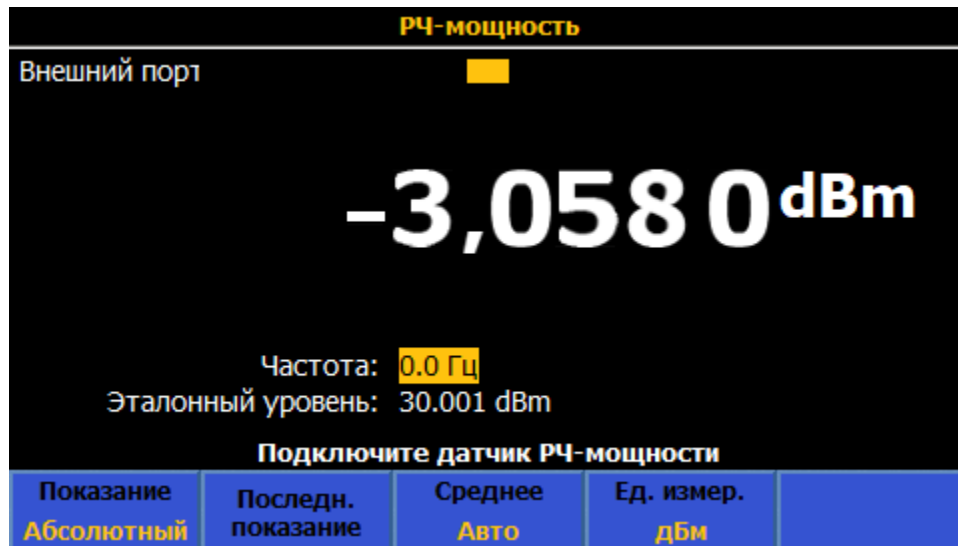 РЧ-мощность
Внешний порт
-3,058 0 dBm
Частота: 0.0 Гц
Эталонный уровень: 30.001 dBm
Подключите датчик РЧ-мощности
Показание
Абсолютный
Последн.
показание
Среднее
Авто
Ед. измер.
дБм